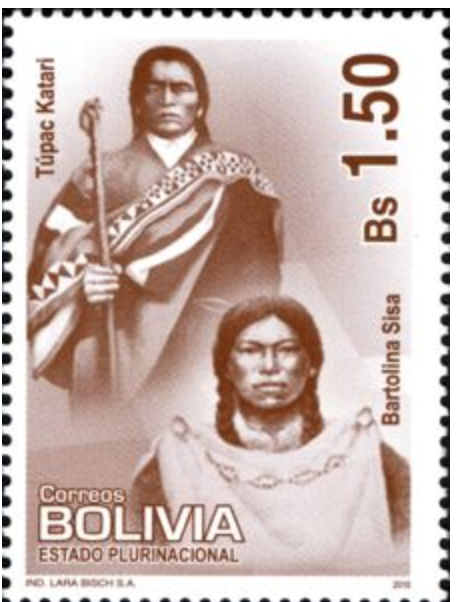 Túpac Katari
Bs 1.50
Bartolina Sisa
Correos
BOLIVIA
ESTADO PLURINACIONAL
IND. LARA BISCH S.A.
2010